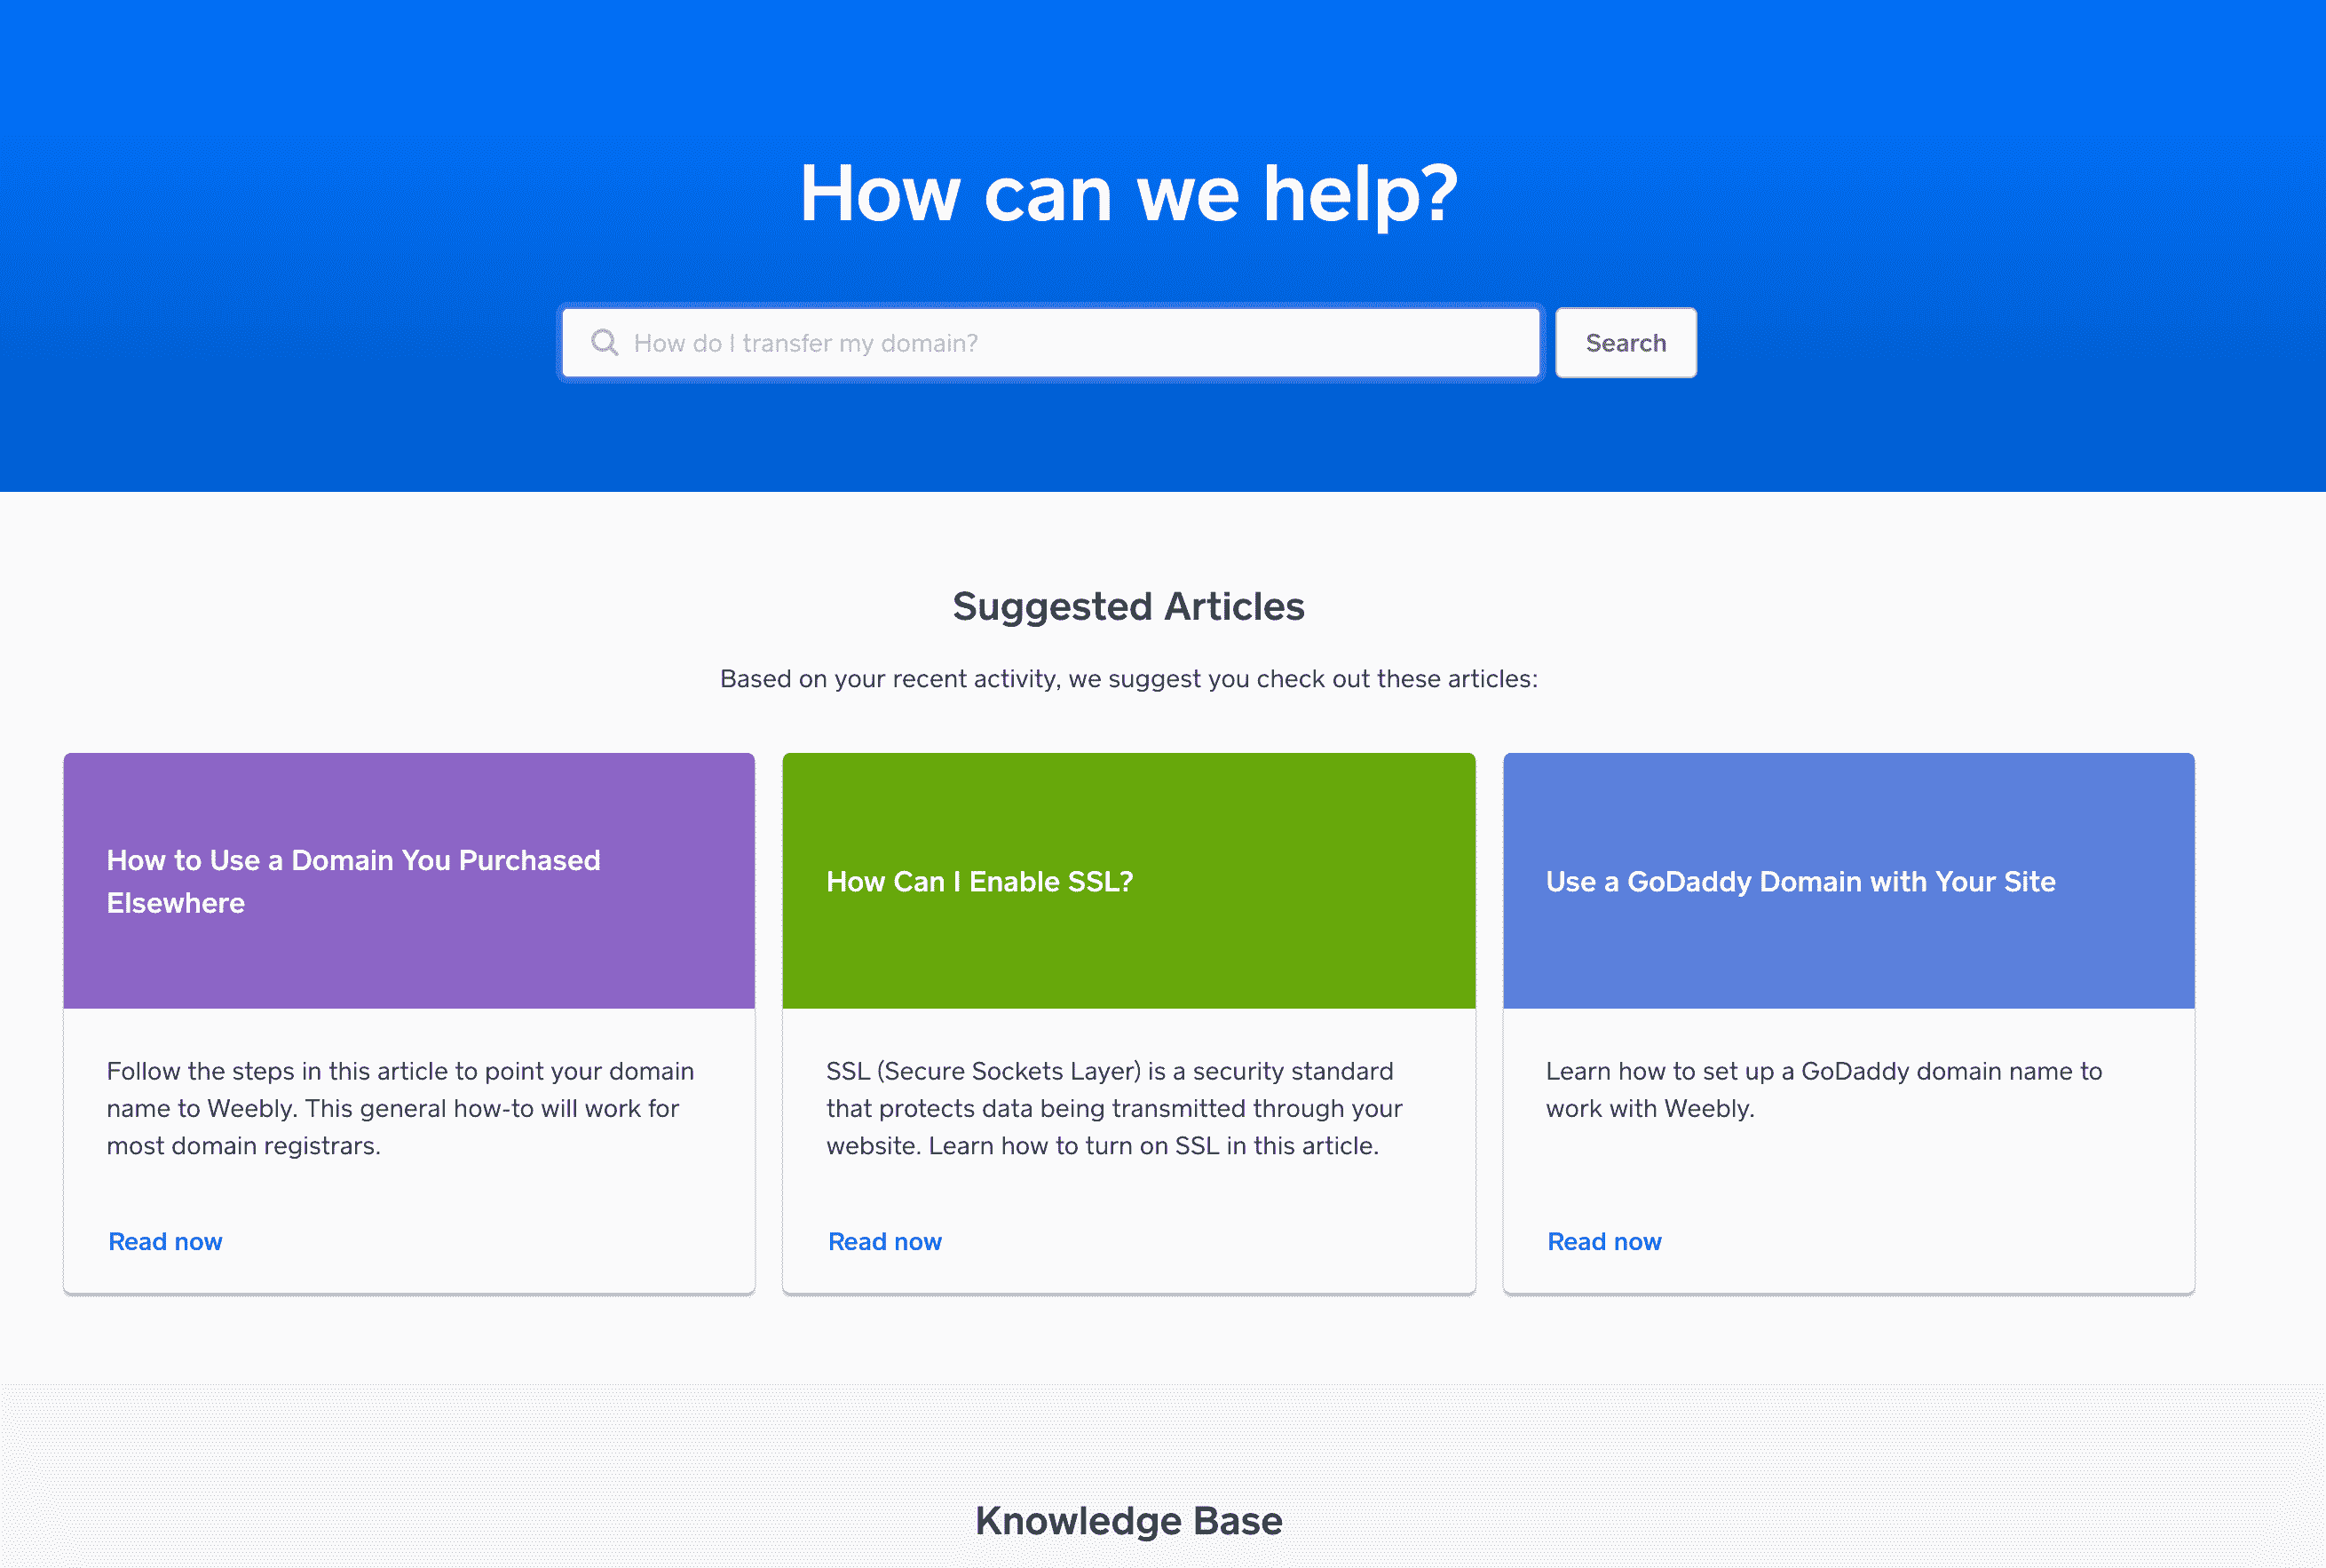 How can we help?
How do I transfer my domain?
Search
Suggested Articles
Based on your recent activity, we suggest you check out these articles:
How to Use a Domain You Purchased
Elsewhere
Follow the steps in this article to point your domain
name to Weebly. This general how-to will work for
most domain registrars.
Read now
How Can I Enable SSL?
SSL (Secure Sockets Layer) is a security standard
that protects data being transmitted through your
website. Learn how to turn on SSL in this article.
Read now
Use a GoDaddy Domain with Your Site
Learn how to set up a GoDaddy domain name to
work with Weebly.
Read now
Knowledge Base